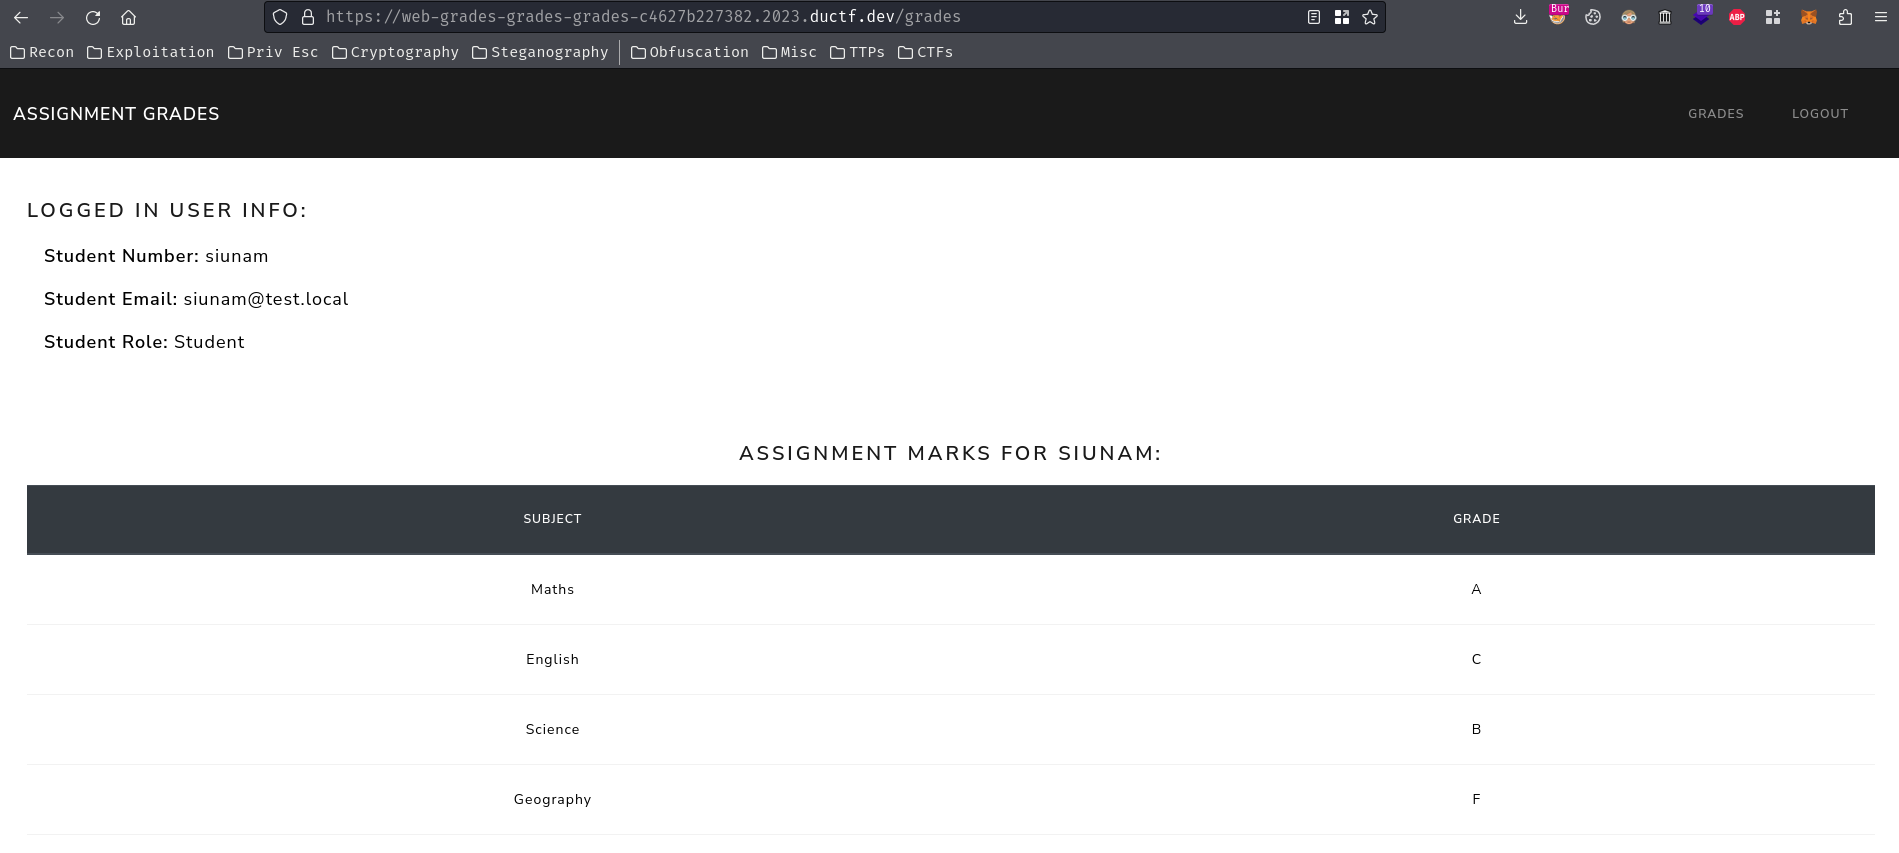 https://web-grades-grades-grades-c4627b227382.2023.ductf.dev/grades Bur 10 ABP
Recon Exploitation Priv Esc Cryptography Steganography Obfuscation Misc TTPs CTFs
ASSIGNMENT GRADES GRADES LOGOUT
LOGGED IN USER INFO:
Student Number: siunam
Student Email: siunam@test.local
Student Role: Student
ASSIGNMENT MARKS FOR SIUNAM:
SUBJECT GRADE
Maths A
English C
Science B
Geography F